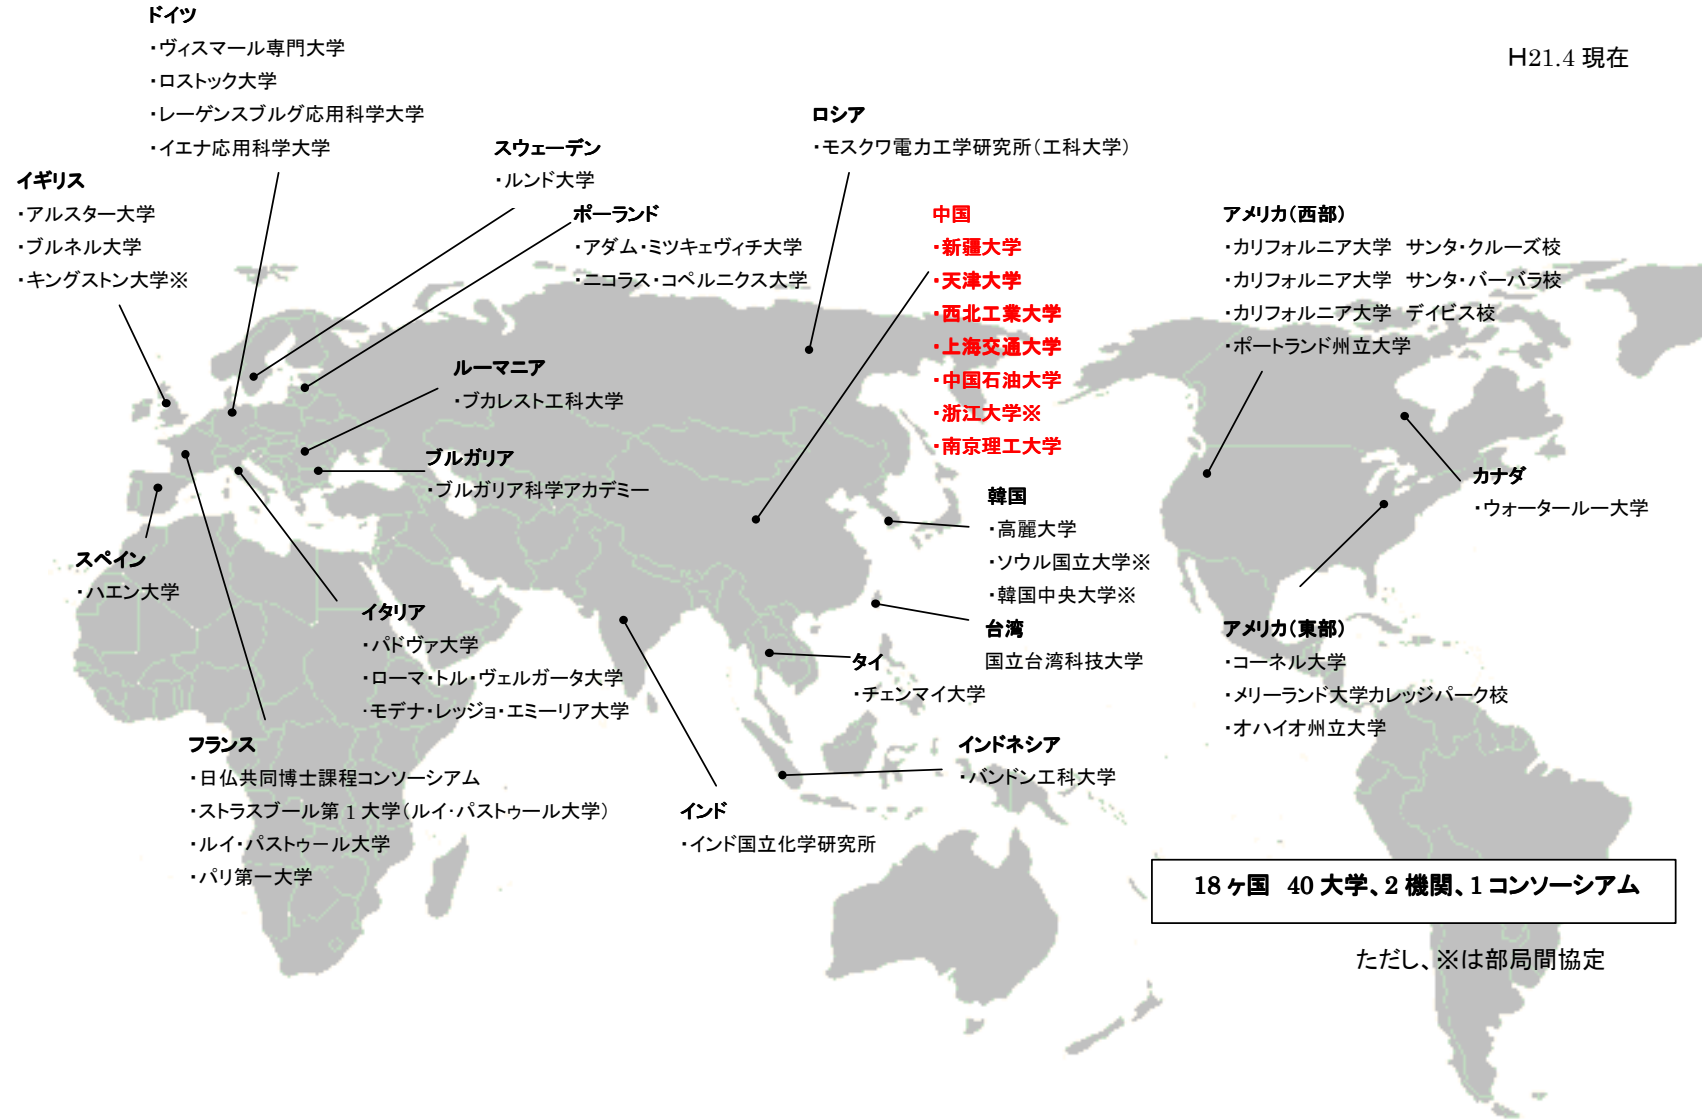 ドイツ
・ヴィスマール専門大学
・ロストック大学
・レーゲンスブルグ応用科学大学
・イエナ応用科学大学
H21.4 現在
イギリス
・アルスター大学
・ブルネル大学
・キングストン大学※
スウェーデン
・ルンド大学
ポーランド
・アダム・ミツキェヴィチ大学
・ニコラス・コペルニクス大学
ロシア
・モスクワ電力工学研究所（工科大学）
中国
・新疆大学
・天津大学
・西北工業大学
・上海交通大学
・中国石油大学
・浙江大学※
・南京理工大学
アメリカ（西部）
・カリフォルニア大学　サンタ・クルーズ校
・カリフォルニア大学　サンタ・バーバラ校
・カリフォルニア大学　デイビス校
・ポートランド州立大学
ルーマニア
・ブカレスト工科大学
ブルガリア
・ブルガリア科学アカデミー
韓国
・高麗大学
・ソウル国立大学※
・韓国中央大学※
カナダ
・ウォータールー大学
スペイン
・ハエン大学
イタリア
・パドヴァ大学
・ローマ・トル・ヴェルガータ大学
・モデナ・レッジョ・エミーリア大学
台湾
国立台湾科技大学
タイ
・チェンマイ大学
アメリカ（東部）
・コーネル大学
・メリーランド大学カレッジパーク校
・オハイオ州立大学
フランス
・日仏共同博士課程コンソーシアム
・ストラスブール第 1 大学（ルイ・パストゥール大学）
・ルイ・パストゥール大学
・パリ第一大学
インドネシア
・バンドン工科大学
インド
・インド国立化学研究所
18 ヶ国　40 大学、2 機関、1 コンソーシアム
ただし、※は部局間協定